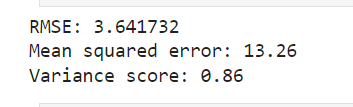 RMSE: 3.641732
Mean squared error: 13.26
Variance score: 0.86